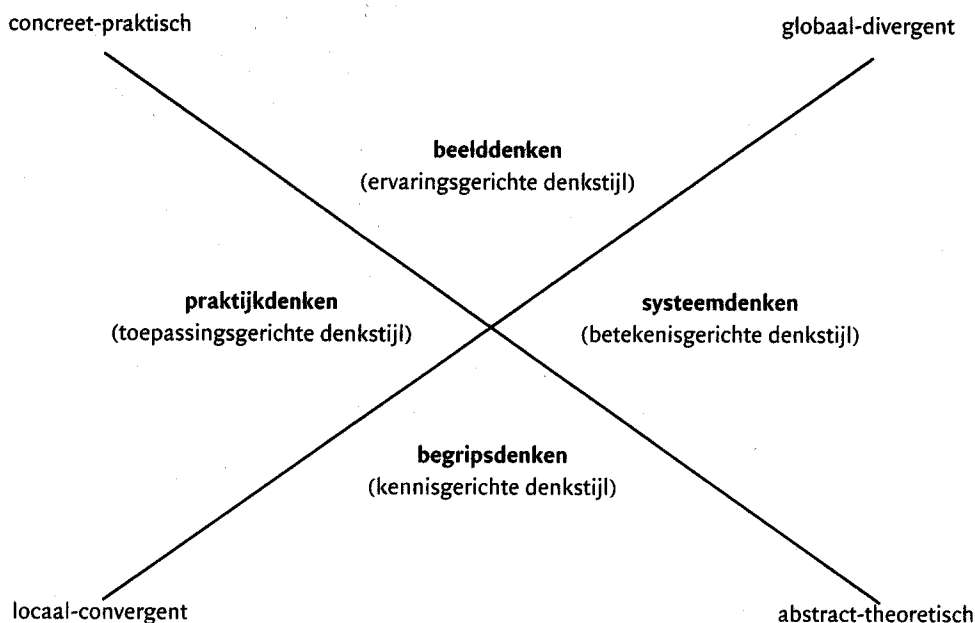 concreet-praktisch
globaal-divergent
beelddenken
(ervaringsgerichte denkstijl)
praktijkdenken
(toepassingsgerichte denkstijl)
systeemdenken
(betekenisgerichte denkstijl)
begripsdenken
(kennisgerichte denkstijl)
locaal-convergent
abstract-theoretisch